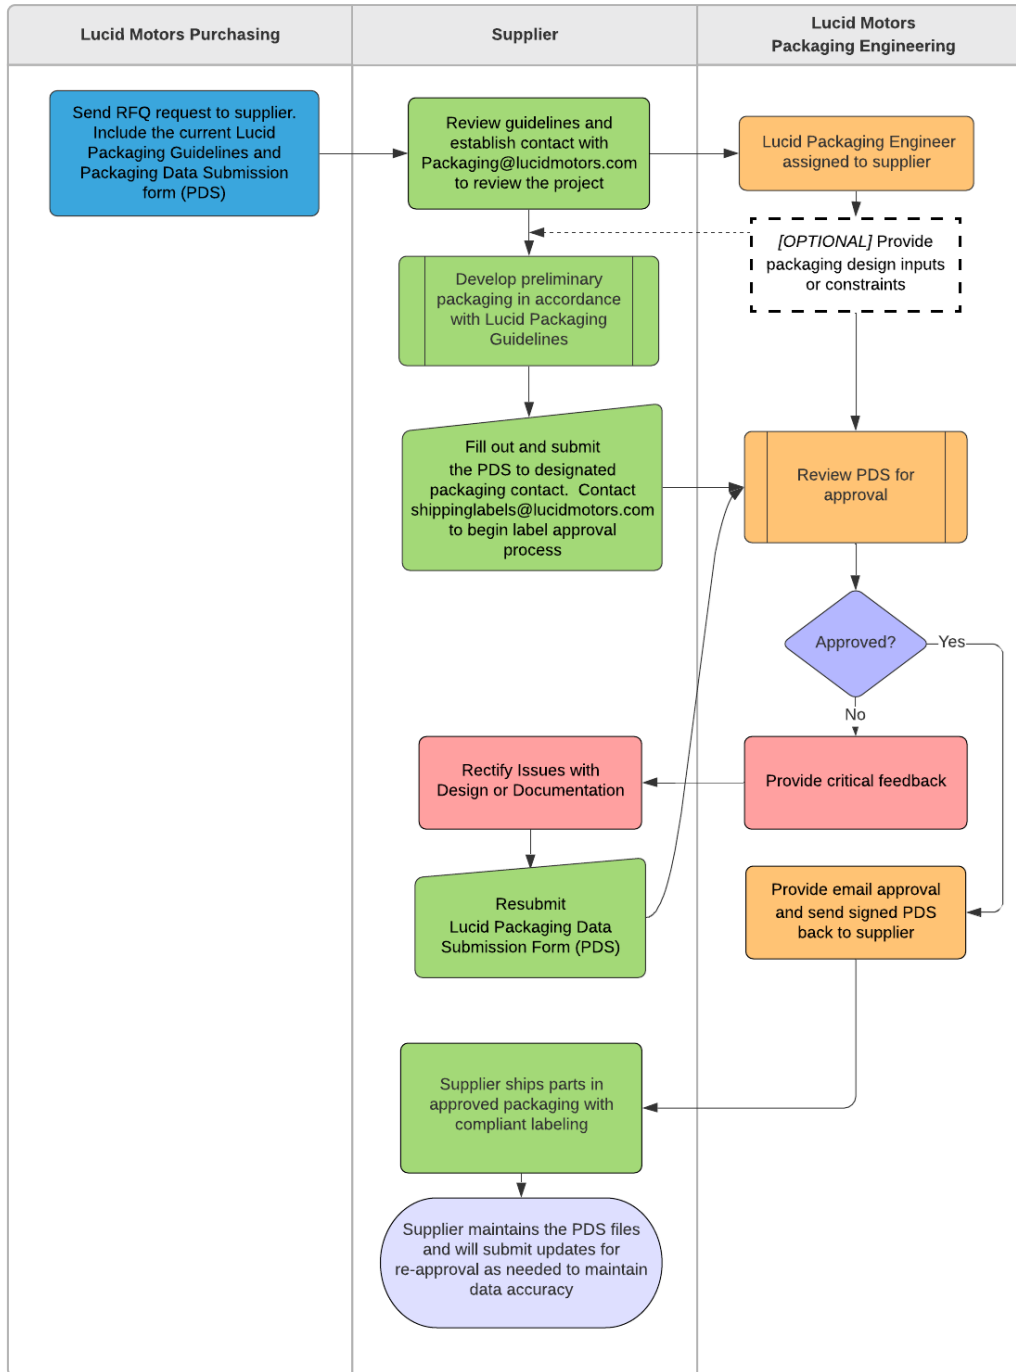 Lucid Motors Purchasing
Supplier
Lucid Motors
Packaging Engineering
Send RFQ request to supplier.
Include the current Lucid
Packaging Guidelines and
Packaging Data Submission
form (PDS)
Review guidelines and
establish contact with
Packaging@lucidmotors.com
to review the project
Lucid Packaging Engineer
assigned to supplier
[OPTIONAL] Provide
packaging design inputs
or constraints
Develop preliminary
packaging in accordance
with Lucid Packaging
Guidelines
Fill out and submit
the PDS to designated
packaging contact.  Contact
shippinglabels@lucidmotors.com
to begin label approval
process
Review PDS for
approval
Approved?
Yes
No
Rectify Issues with
Design or Documentation
Provide critical feedback
Resubmit
Lucid Packaging Data
Submission Form (PDS)
Provide email approval
and send signed PDS
back to supplier
Supplier ships parts in
approved packaging with
compliant labeling
Supplier maintains the PDS files
and will submit updates for
re-approval as needed to maintain
data accuracy